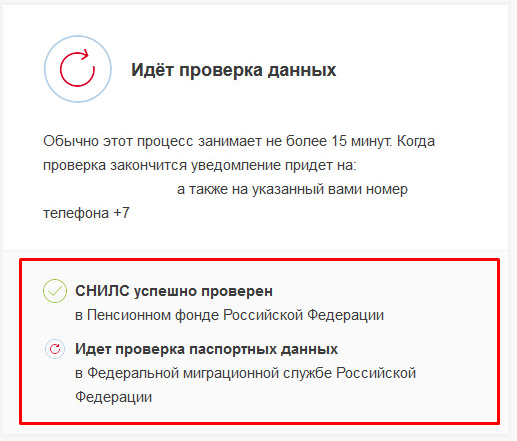 Идёт проверка данных
Обычно этот процесс занимает не более 15 минут. Когда
проверка закончится уведомление придет на:
а также на указанный вами номер
телефона +7
СНИЛС успешно проверен
в Пенсионном фонде Российской Федерации
Идет проверка паспортных данных
в Федеральной миграционной службе Российской
Федерации